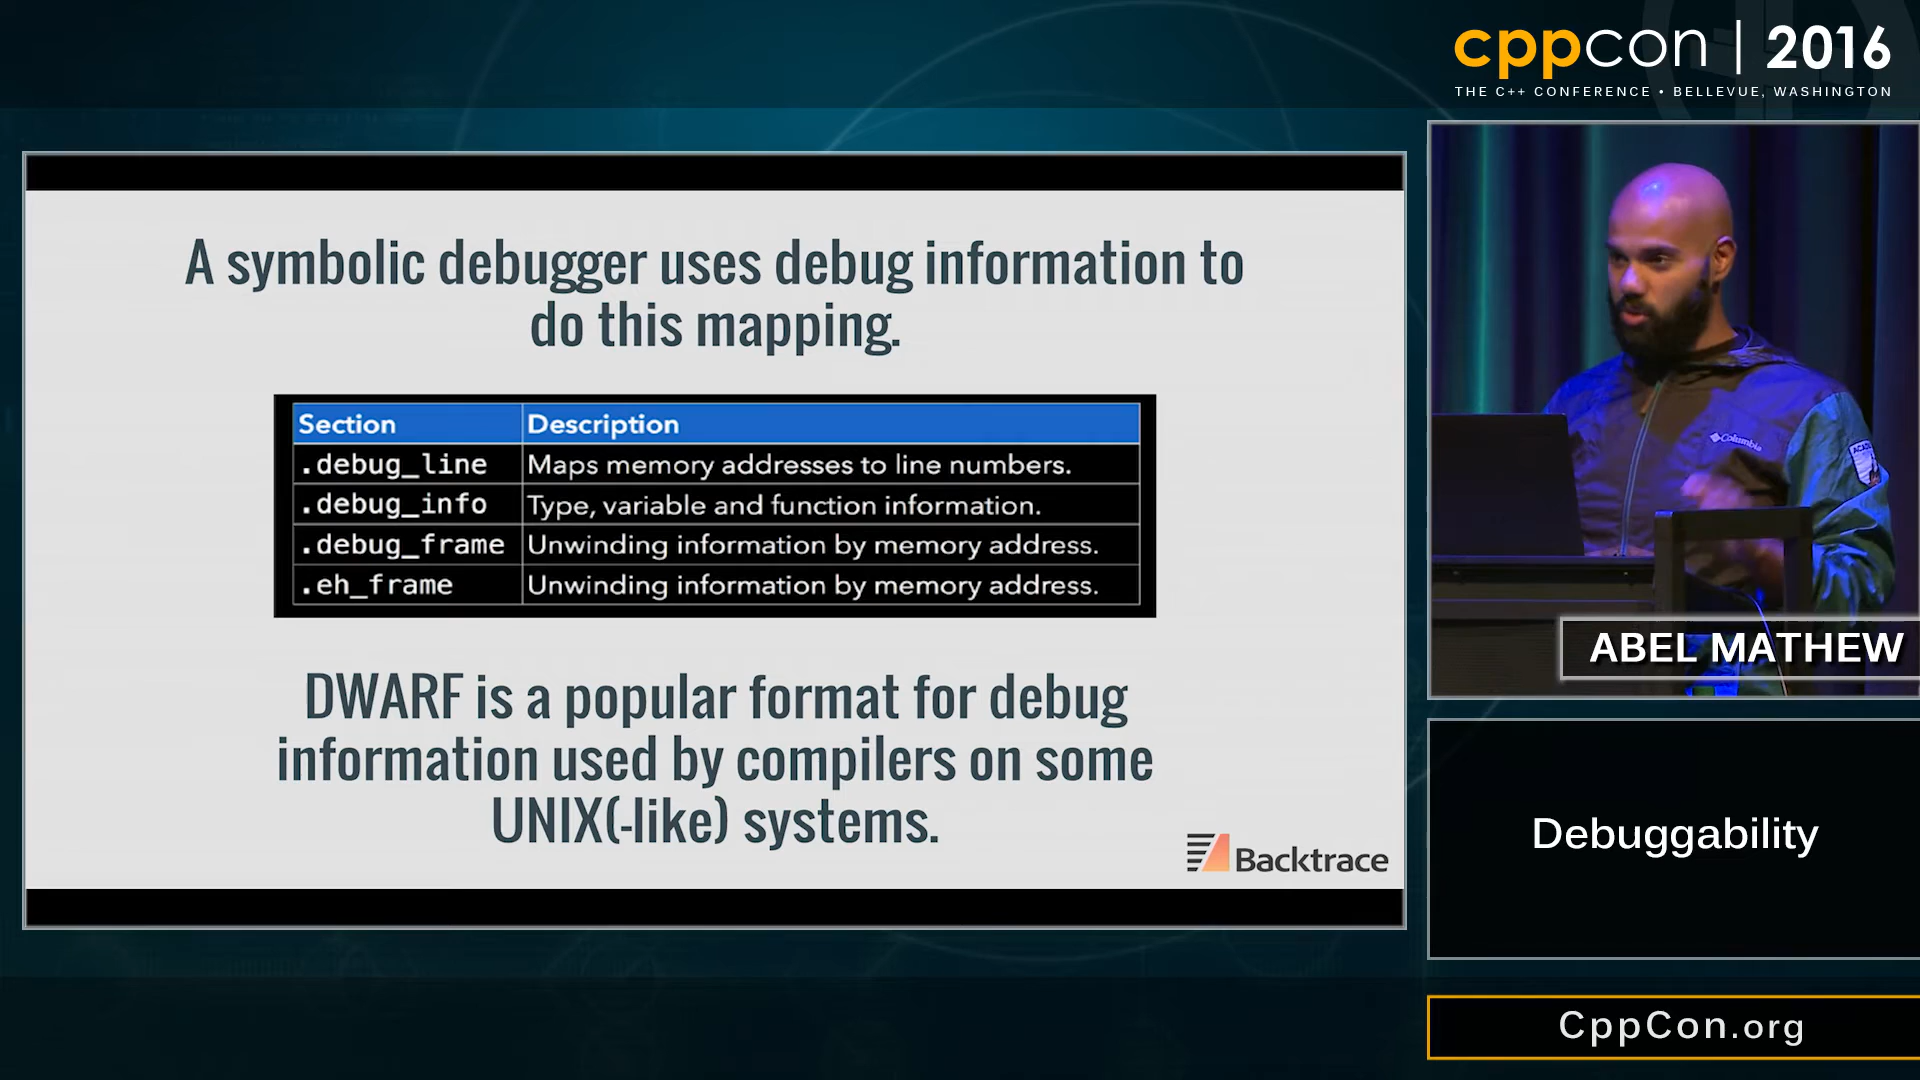 cppcon | 2016
THE C++ CONFERENCE • BELLEVUE, WASHINGTON
A symbolic debugger uses debug information to
do this mapping.
Section Description
.debug_line Maps memory addresses to line numbers.
.debug_info Type, variable and function information.
.debug_frame Unwinding information by memory address.
.eh_frame Unwinding information by memory address.
DWARF is a popular format for debug
information used by compilers on some
UNIX(-like) systems.
Backtrace
Columbia
ABEL MATHEW
Debuggability
CppCon.org